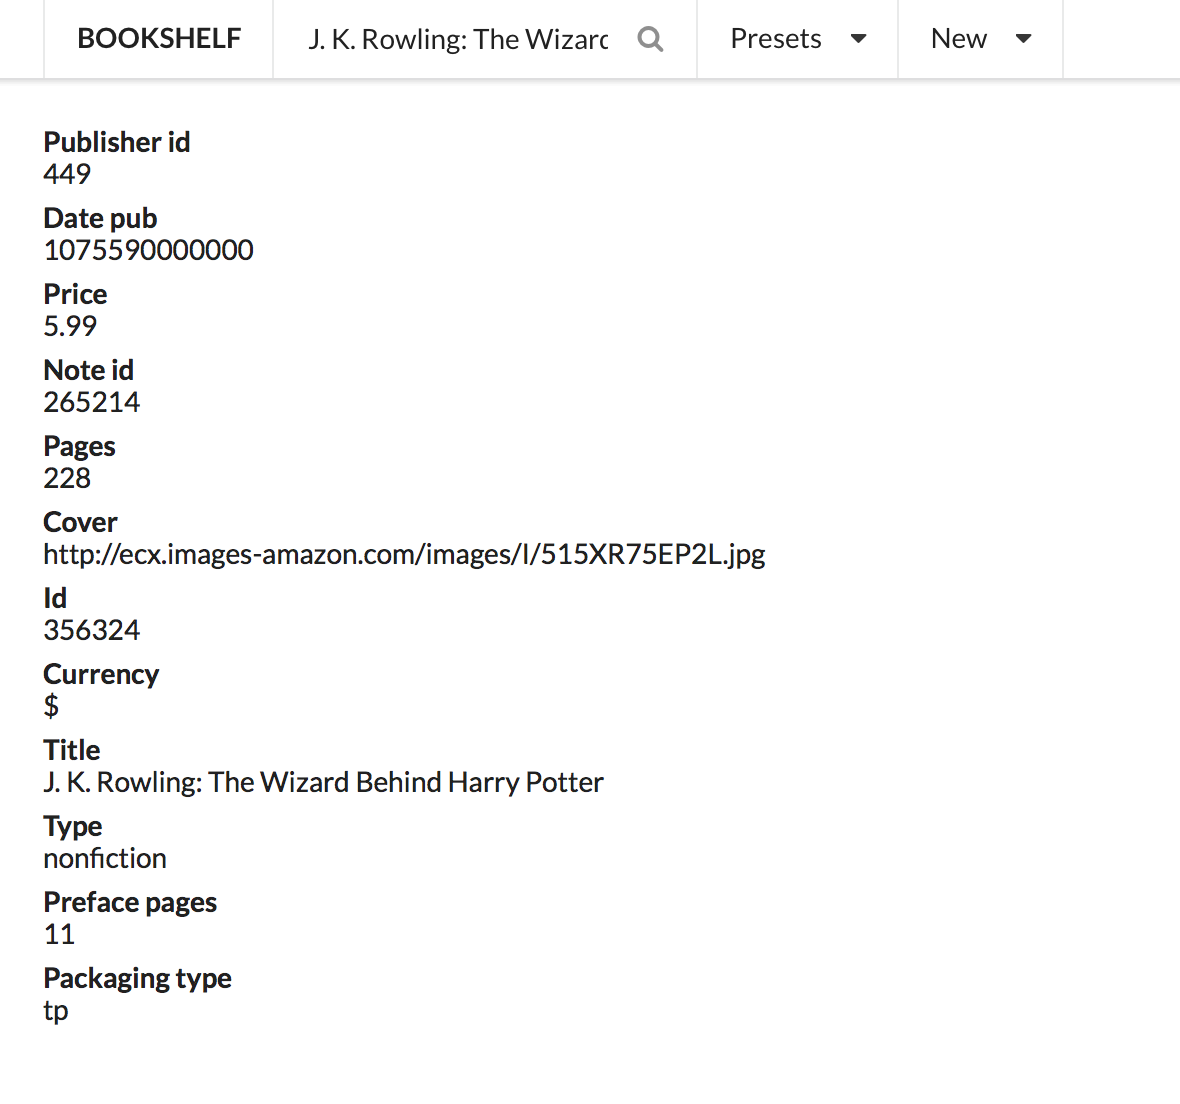 BOOKSHELF
J. K. Rowling: The Wizard
Presets
New
Publisher id
449
Date pub
1075590000000
Price
5.99
Note id
265214
Pages
228
Cover
http://ecx.images-amazon.com/images/I/515XR75EP2L.jpg
Id
356324
Currency
$
Title
J. K. Rowling: The Wizard Behind Harry Potter
Type
nonfiction
Preface pages
11
Packaging type
tp